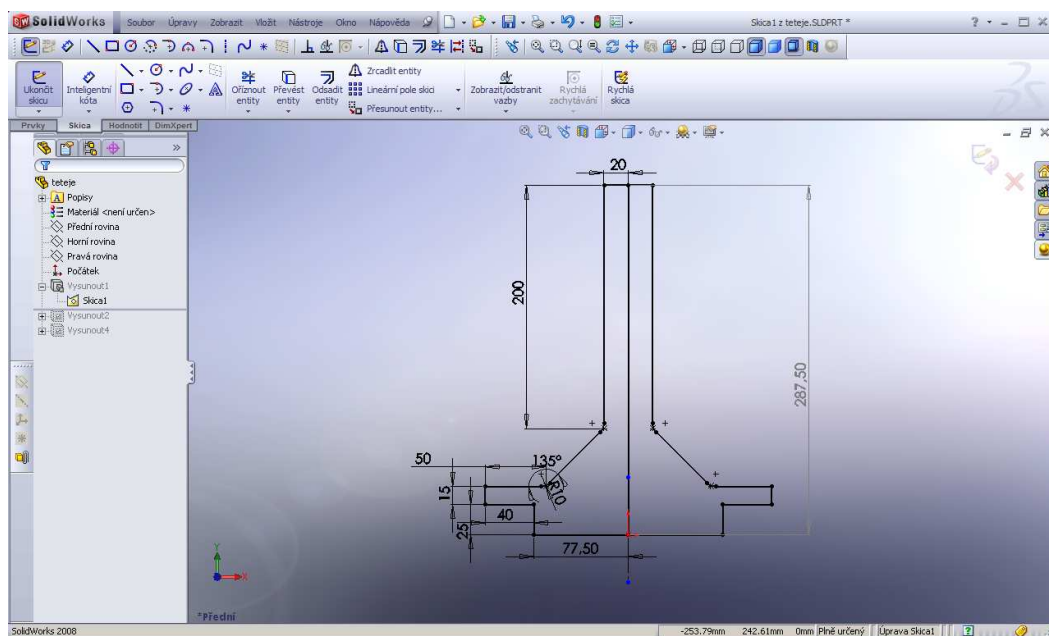 SolidWorks Soubor Úpravy Zobrazit Vložit Nástroje Okno Nápověda Skica1 z teteje.SLDPRT *
Ukončit skicu
Inteligentní kóta
Oříznout entity
Převést entity
Odsadit entity
Zrcadlit entity
Lineární pole skici
Přesunout entity...
Zobrazit/odstranit vazby
Rychlá zachytávání
Rychlá skica
Prvky Skica Hodnotit DimXpert
teteje
Popisy
Materiál <není určen>
Přední rovina
Horní rovina
Pravá rovina
Počátek
Vysunout1
Skica1
Vysunout2
Vysunout4
20
200
287,50
50
135°
R10
15
40
25
77,50
Y
X
*Přední
SolidWorks 2008 -253.79mm 242.61mm 0mm Plně určený Úprava Skica1